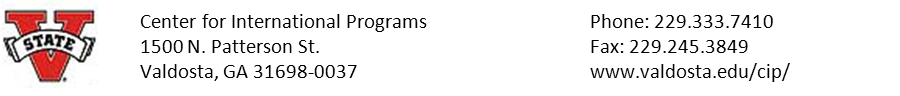 V
STATE
Center for International Programs
1500 N. Patterson St.
Valdosta, GA 31698-0037
Phone: 229.333.7410
Fax: 229.245.3849
www.valdosta.edu/cip/